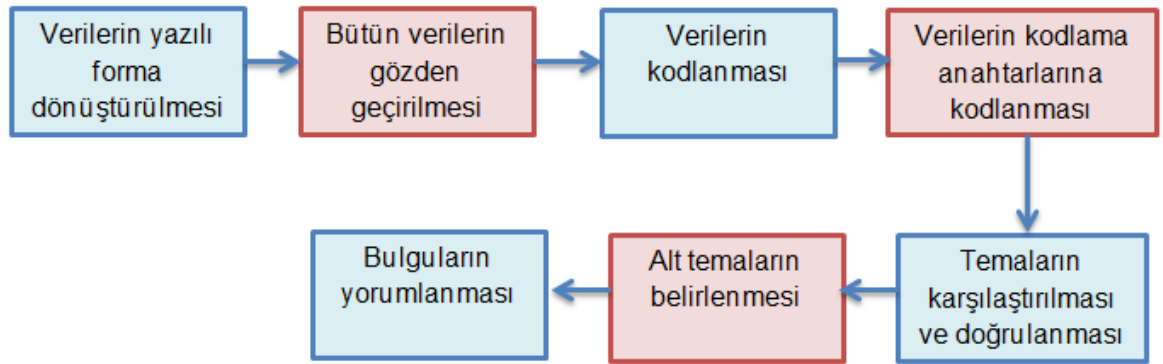 Verilerin yazılı
forma
dönüştürülmesi
Bütün verilerin
gözden
geçirilmesi
Verilerin
kodlanması
Verilerin kodlama
anahtarlarına
kodlanması
Temaların
karşılaştırılması
ve doğrulanması
Alt temaların
belirlenmesi
Bulguların
yorumlanması